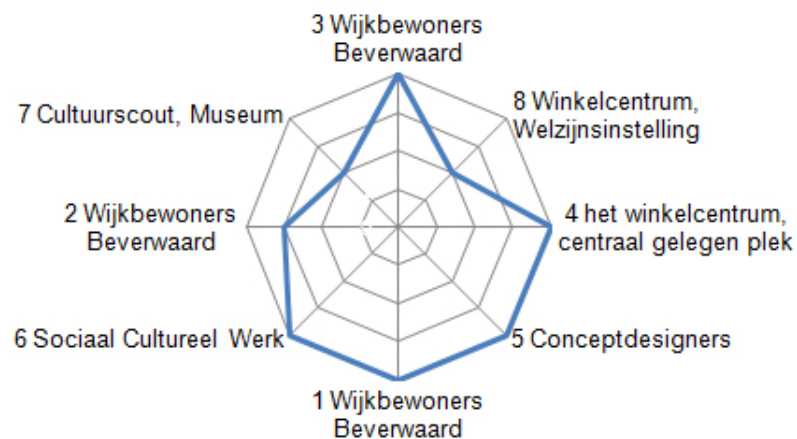 3 Wijkbewoners
Beverwaard
7 Cultuurscout, Museum
8 Winkelcentrum,
Welzijnsinstelling
2 Wijkbewoners
Beverwaard
4 het winkelcentrum,
centraal gelegen plek
6 Sociaal Cultureel Werk
5 Conceptdesigners
1 Wijkbewoners
Beverwaard